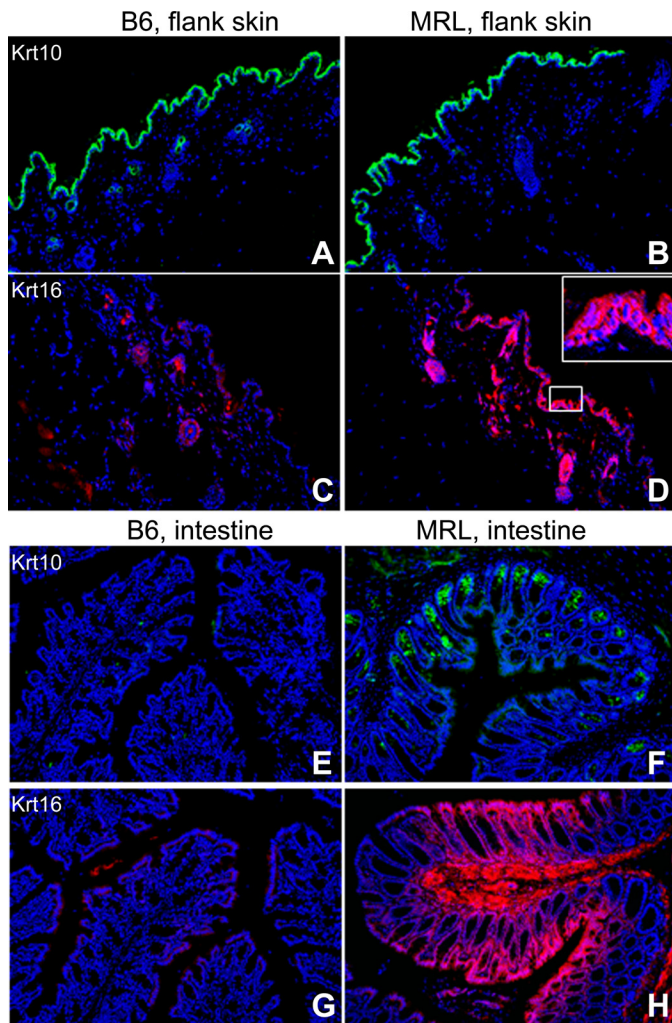 B6, flank skin
MRL, flank skin
Krt10
A
B
Krt16
C
D
B6, intestine
MRL, intestine
Krt10
E
F
Krt16
G
H